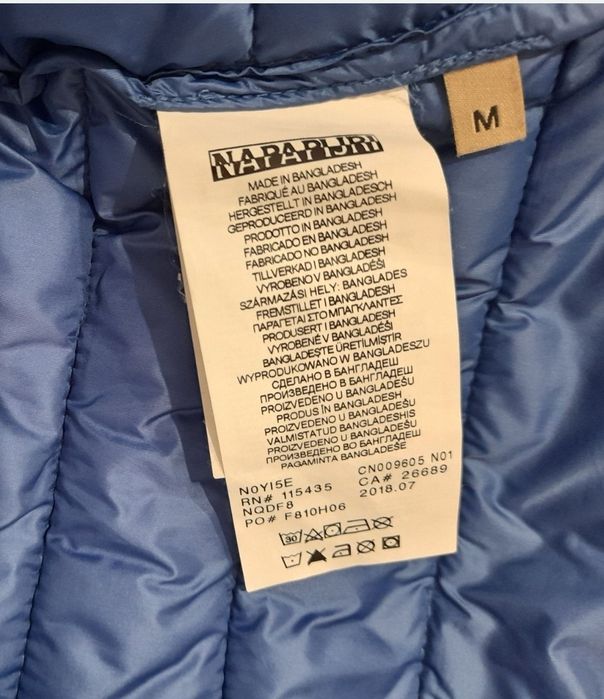 NAPAPIJRI
M
MADE IN BANGLADESH
FABRIQUÉ AU BANGLADESH
HERGESTELLT IN BANGLADESCH
GEPRODUCEERD IN BANGLADESH
PRODOTTO IN BANGLADESH
FABRICADO EN BANGLADESH
FABRICADO NO BANGLADESH
TILLVERKAD I BANGLADESH
VYROBENO V BANGLADÉŠI
SZÁRMAZÁSI HELY: BANGLADES
FREMSTILLET I BANGLADESH
ΠΑΡΑΓΕΤΑΙ ΣΤΟ ΜΠΑΓΚΛΑΝΤΕΣ
PRODUSERT I BANGLADESH
VYROBENÉ V BANGLADÉŠI
BANGLADEŞTE ÜRETİLMİŞTİR
WYPRODUKOWANO W BANGLADESZU
СДЕЛАНО В БАНГЛАДЕШ
ПРОИЗВЕДЕНО В БАНГЛАДЕШ
PROIZVEDENO U BANGLADEŠU
PRODUS ÎN BANGLADESH
PROIZVEDENO U BANGLADEŠU
VALMISTATUD BANGLADESHIS
PROIZVEDENO U BANGLADEŠU
ПРОИЗВЕДЕНО ВО БАНГЛАДЕШ
PAGAMINTA BANGLADEŠE
N0YI5E CN009605 N01
RN# 115435 CA# 26689
NQDF8 2018.07
PO# F810H06
30